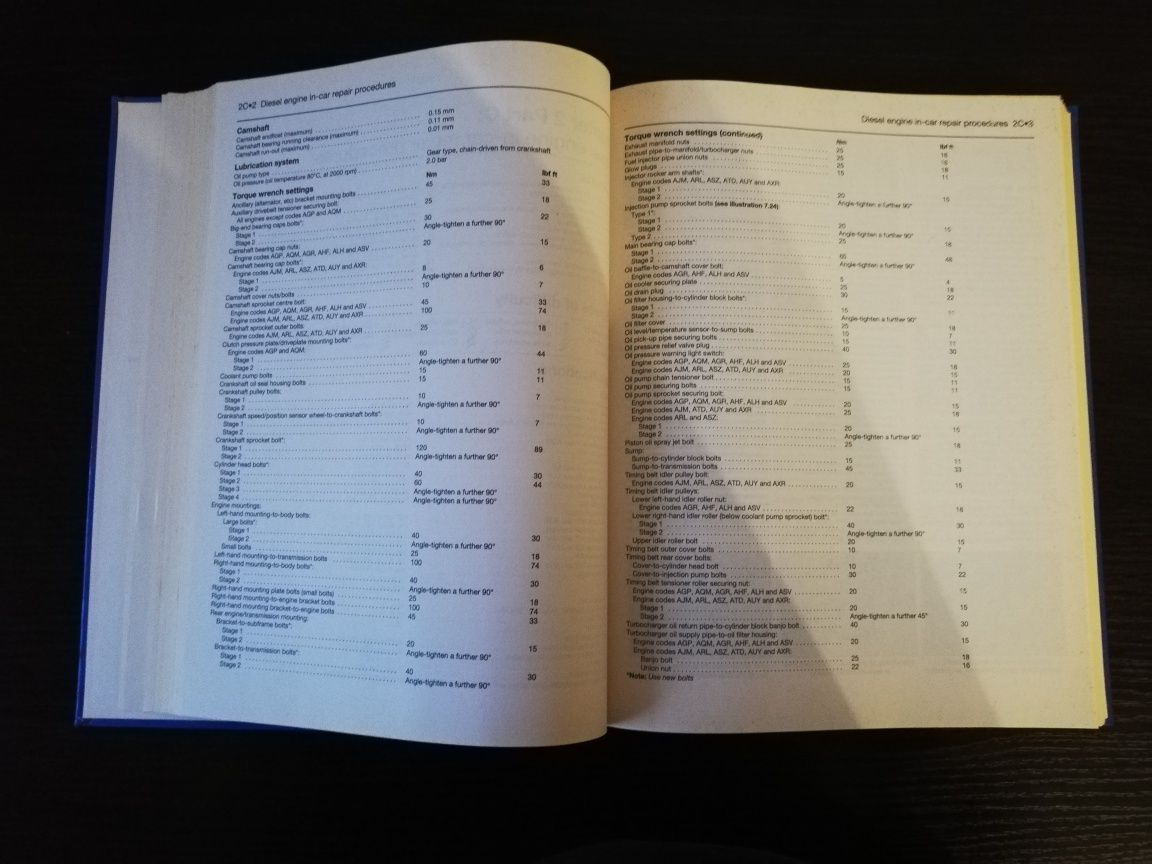 2C•2 Diesel engine in-car repair procedures
Camshaft
Camshaft endfloat (maximum) 0.15 mm
Camshaft bearing running clearance (maximum) 0.11 mm
Camshaft run-out (maximum) 0.01 mm
Lubrication system
Oil pump type Gear type, chain-driven from crankshaft
Oil pressure (oil temperature 80°C, at 2000 rpm) 2.0 bar
Torque wrench settings Nm lbf ft
Ancillary (alternator, etc) bracket mounting bolts 45 33
Auxiliary drivebelt tensioner securing bolt:
All engines except codes AGP and AQM 25 18
Big-end bearing caps bolts*:
Stage 1 30 22
Stage 2 Angle-tighten a further 90°
Camshaft bearing cap nuts:
Engine codes AGP, AQM, AGR, AHF, ALH and ASV 20 15
Camshaft bearing cap bolts*:
Engine codes AJM, ARL, ASZ, ATD, AUY and AXR:
Stage 1 8 6
Stage 2 Angle-tighten a further 90°
Camshaft cover nuts/bolts 10 7
Camshaft sprocket centre bolt:
Engine codes AGP, AQM, AGR, AHF, ALH and ASV 45 33
Engine codes AJM, ARL, ASZ, ATD, AUY and AXR 100 74
Camshaft sprocket outer bolts:
Engine codes AJM, ARL, ASZ, ATD, AUY and AXR 25 18
Clutch pressure plate/driveplate mounting bolts*:
Engine codes AGP and AQM:
Stage 1 60 44
Stage 2 Angle-tighten a further 90°
Coolant pump bolts 15 11
Crankshaft oil seal housing bolts 15 11
Crankshaft pulley bolts:
Stage 1 10 7
Stage 2 Angle-tighten a further 90°
Crankshaft speed/position sensor wheel-to-crankshaft bolts*:
Stage 1 10 7
Stage 2 Angle-tighten a further 90°
Crankshaft sprocket bolt*:
Stage 1 120 89
Stage 2 Angle-tighten a further 90°
Cylinder head bolts*:
Stage 1 40 30
Stage 2 60 44
Stage 3 Angle-tighten a further 90°
Stage 4 Angle-tighten a further 90°
Engine mountings:
Left-hand mounting-to-body bolts:
Large bolts*:
Stage 1 40 30
Stage 2 Angle-tighten a further 90°
Small bolts 25 18
Left-hand mounting-to-transmission bolts 100 74
Right-hand mounting-to-body bolts*:
Stage 1 40 30
Stage 2 Angle-tighten a further 90°
Right-hand mounting plate bolts (small bolts) 25 18
Right-hand mounting-to-engine bracket bolts 100 74
Right-hand mounting bracket-to-engine bolts 45 33
Rear engine/transmission mounting:
Bracket-to-subframe bolts*:
Stage 1 20 15
Stage 2 Angle-tighten a further 90°
Bracket-to-transmission bolts*:
Stage 1 40 30
Stage 2 Angle-tighten a further 90°
Diesel engine in-car repair procedures 2C•3
Torque wrench settings (continued) Nm lbf ft
Exhaust manifold nuts 25 18
Exhaust pipe-to-manifold/turbocharger nuts 25 18
Fuel injector pipe union nuts 25 18
Glow plugs 15 11
Injector rocker arm shafts*:
Engine codes AJM, ARL, ASZ, ATD, AUY and AXR:
Stage 1 20 15
Stage 2 Angle-tighten a further 90°
Injection pump sprocket bolts (see illustration 7.24):
Type 1*:
Stage 1 20 15
Stage 2 Angle-tighten a further 90°
Type 2 25 18
Main bearing cap bolts*:
Stage 1 65 48
Stage 2 Angle-tighten a further 90°
Oil baffle-to-camshaft cover bolt:
Engine codes AGR, AHF, ALH and ASV 5 4
Oil cooler securing plate 25 18
Oil drain plug 30 22
Oil filter housing-to-cylinder block bolts*:
Stage 1 15 11
Stage 2 Angle-tighten a further 90°
Oil filter cover 25 18
Oil level/temperature sensor-to-sump bolts 10 7
Oil pick-up pipe securing bolts 15 11
Oil pressure relief valve plug 40 30
Oil pressure warning light switch:
Engine codes AGP, AQM, AGR, AHF, ALH and ASV 25 18
Engine codes AJM, ARL, ASZ, ATD, AUY and AXR 20 15
Oil pump chain tensioner bolt 15 11
Oil pump securing bolts 15 11
Oil pump sprocket securing bolt:
Engine codes AGP, AQM, AGR, AHF, ALH and ASV 20 15
Engine codes AJM, ATD, AUY and AXR 25 18
Engine codes ARL and ASZ:
Stage 1 20 15
Stage 2 Angle-tighten a further 90°
Piston oil spray jet bolt 25 18
Sump:
Sump-to-cylinder block bolts 15 11
Sump-to-transmission bolts 45 33
Timing belt idler pulley bolt:
Engine codes AJM, ARL, ASZ, ATD, AUY and AXR 20 15
Timing belt idler pulleys:
Lower left-hand idler roller nut:
Engine codes AGR, AHF, ALH and ASV 22 16
Lower right-hand idler roller (below coolant pump sprocket) bolt*:
Stage 1 40 30
Stage 2 Angle-tighten a further 90°
Upper idler roller bolt 20 15
Timing belt outer cover bolts 10 7
Timing belt rear cover bolts:
Cover-to-cylinder head bolt 10 7
Cover-to-injection pump bolts 30 22
Timing belt tensioner roller securing nut:
Engine codes AGP, AQM, AGR, AHF, ALH and ASV 20 15
Engine codes AJM, ARL, ASZ, ATD, AUY and AXR:
Stage 1 20 15
Stage 2 Angle-tighten a further 45°
Turbocharger oil return pipe-to-cylinder block banjo bolt 40 30
Turbocharger oil supply pipe-to-oil filter housing:
Engine codes AGP, AQM, AGR, AHF, ALH and ASV 20 15
Engine codes AJM, ARL, ASZ, ATD, AUY and AXR:
Banjo bolt 25 18
Union nut 22 16
*Note: Use new bolts